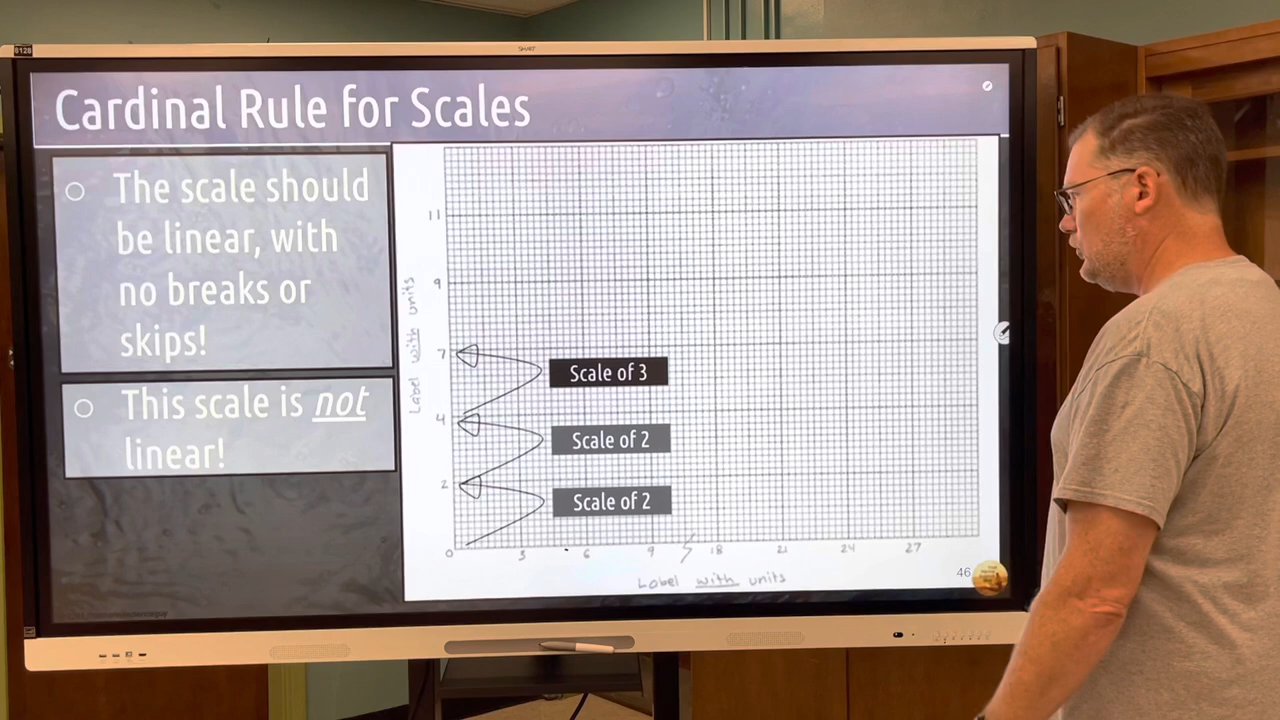 8128
SMART
Cardinal Rule for Scales
○ The scale should
be linear, with
no breaks or
skips!
○ This scale is not
linear!
Label with units
11
9
7
4
2
Scale of 3
Scale of 2
Scale of 2
0 3 6 9 18 21 24 27
Label with units
46